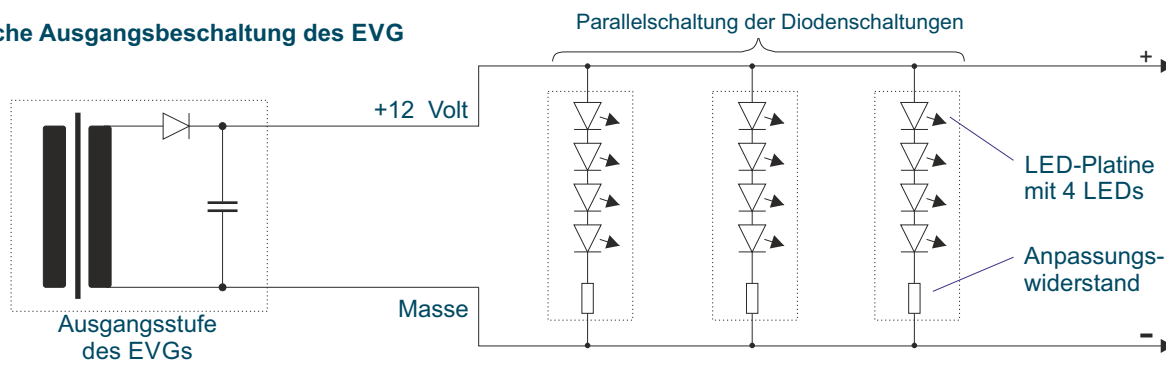 che Ausgangsbeschaltung des EVG
Parallelschaltung der Diodenschaltungen
+
+12 Volt
LED-Platine
mit 4 LEDs
Anpassungs-
widerstand
Masse
Ausgangsstufe
des EVGs
-